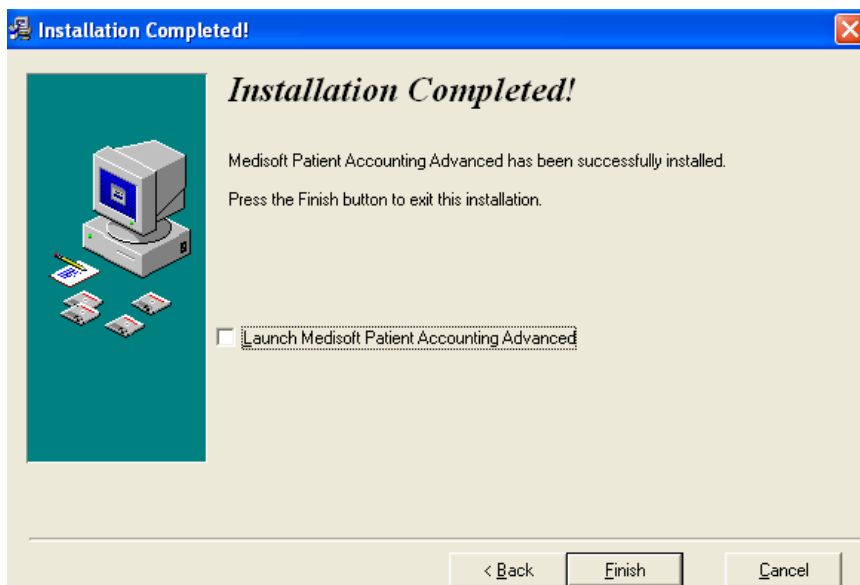 Installation Completed!
Installation Completed!
Medisoft Patient Accounting Advanced has been successfully installed.
Press the Finish button to exit this installation.
Launch Medisoft Patient Accounting Advanced
< Back Finish Cancel